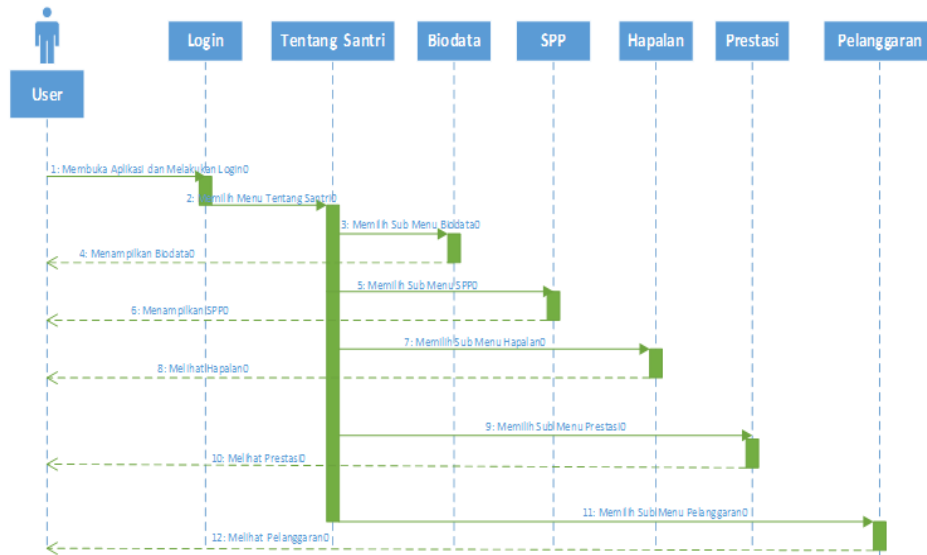 Login
Tentang Santri
Biodata
SPP
Hapalan
Prestasi
Pelanggaran
User
1: Membuka Aplikasi dan Melakukan Login()
2: Memilih Menu Tentang Santri()
3: Memilih Sub Menu Biodata()
4: Menampilkan Biodata()
5: Memilih Sub Menu SPP()
6: Menampilkan SPP()
7: Memilih Sub Menu Hapalan()
8: Melihat Hapalan()
9: Memilih Sub Menu Prestasi()
10: Melihat Prestasi()
11: Memilih Sub Menu Pelanggaran()
12: Melihat Pelanggaran()